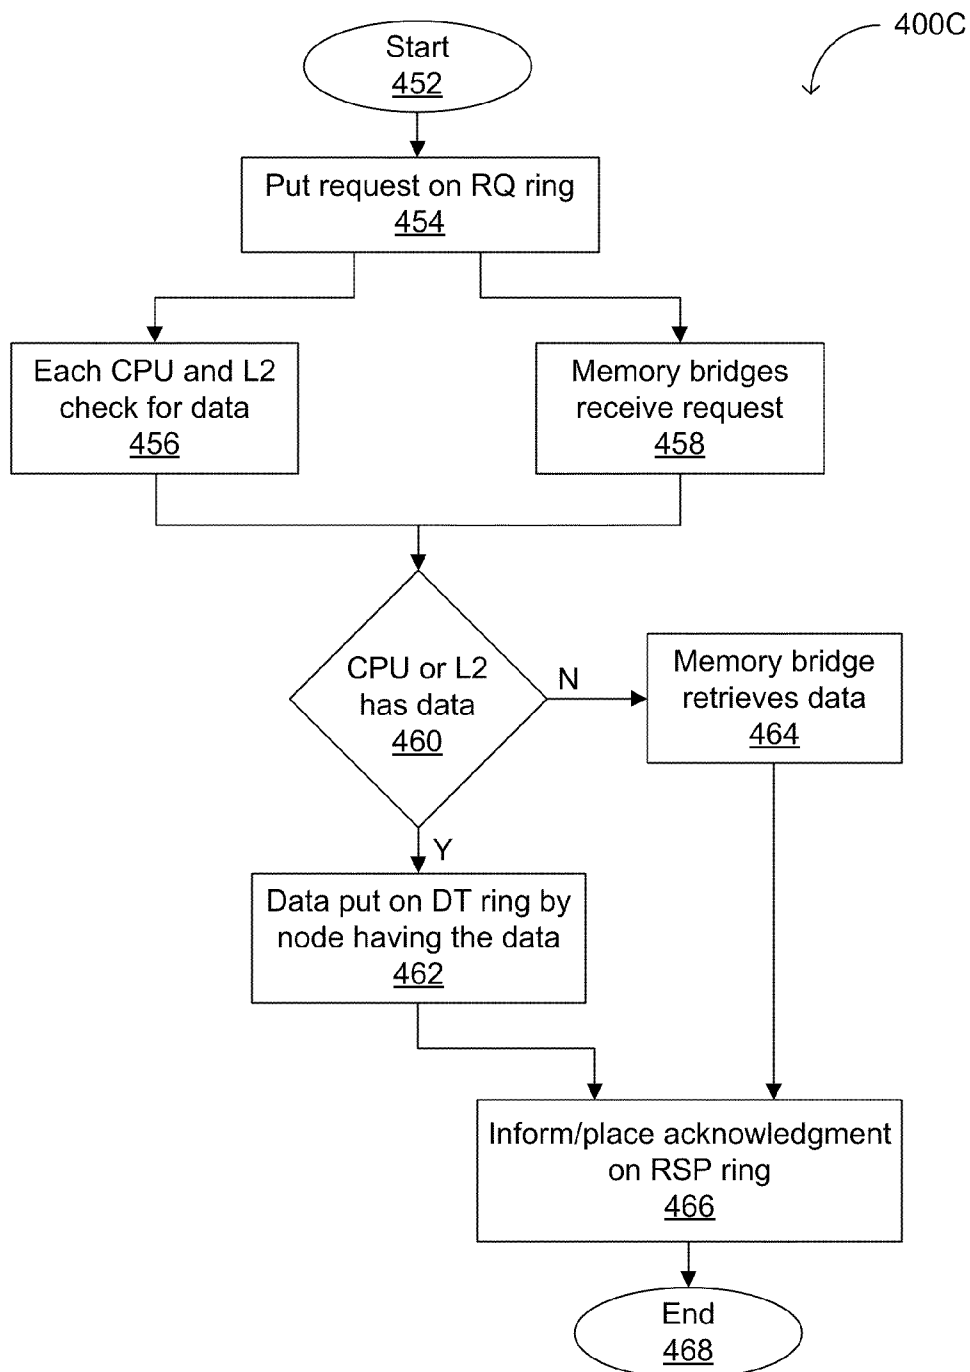 400C
Start
452
Put request on RQ ring
454
Each CPU and L2
check for data
456
Memory bridges
receive request
458
CPU or L2
has data
460
N
Memory bridge
retrieves data
464
Y
Data put on DT ring by
node having the data
462
Inform/place acknowledgment
on RSP ring
466
End
468